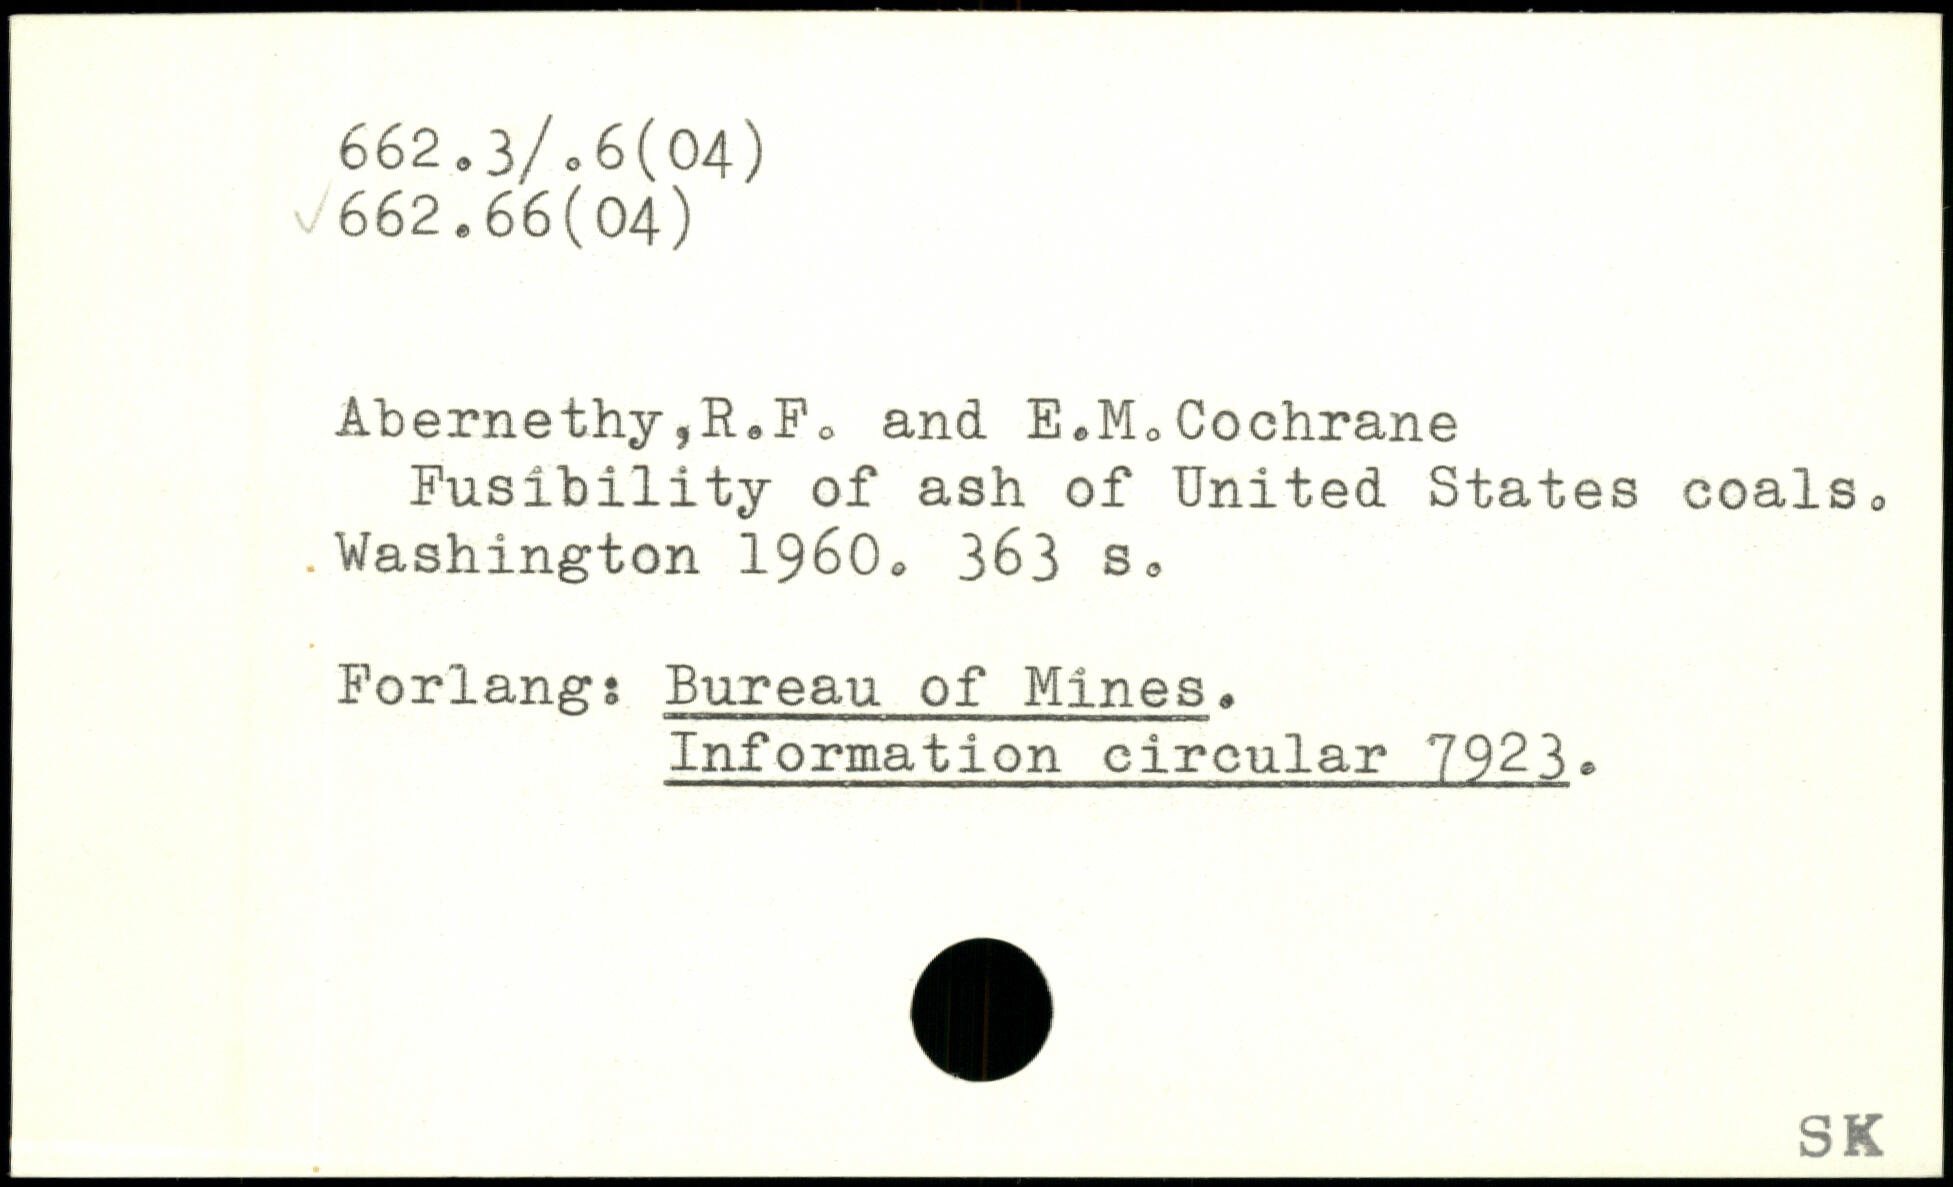 662.3/.6(04)
✓662.66(04)
Abernethy,R.F. and E.M.Cochrane
Fusibility of ash of United States coals.
Washington 1960. 363 s.
Forlang: Bureau of Mines.
Information circular 7923.
SK